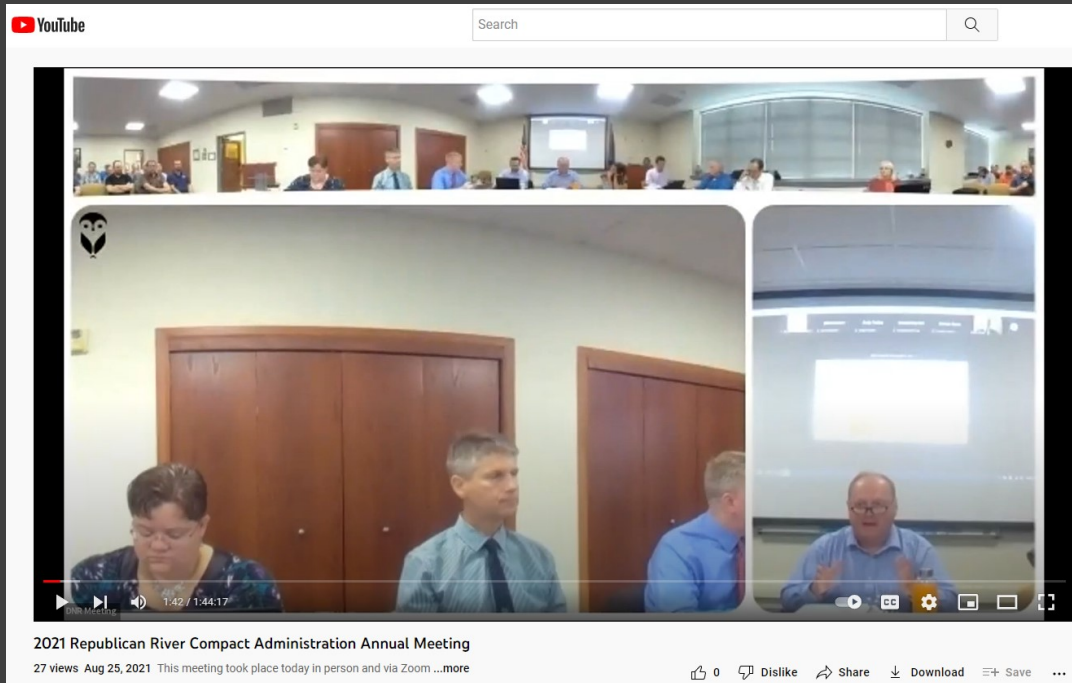 YouTube
Search
DNR Meeting
1:42 / 1:44:17
CC
2021 Republican River Compact Administration Annual Meeting
27 views Aug 25, 2021 This meeting took place today in person and via Zoom ...more
0 Dislike Share Download Save ...